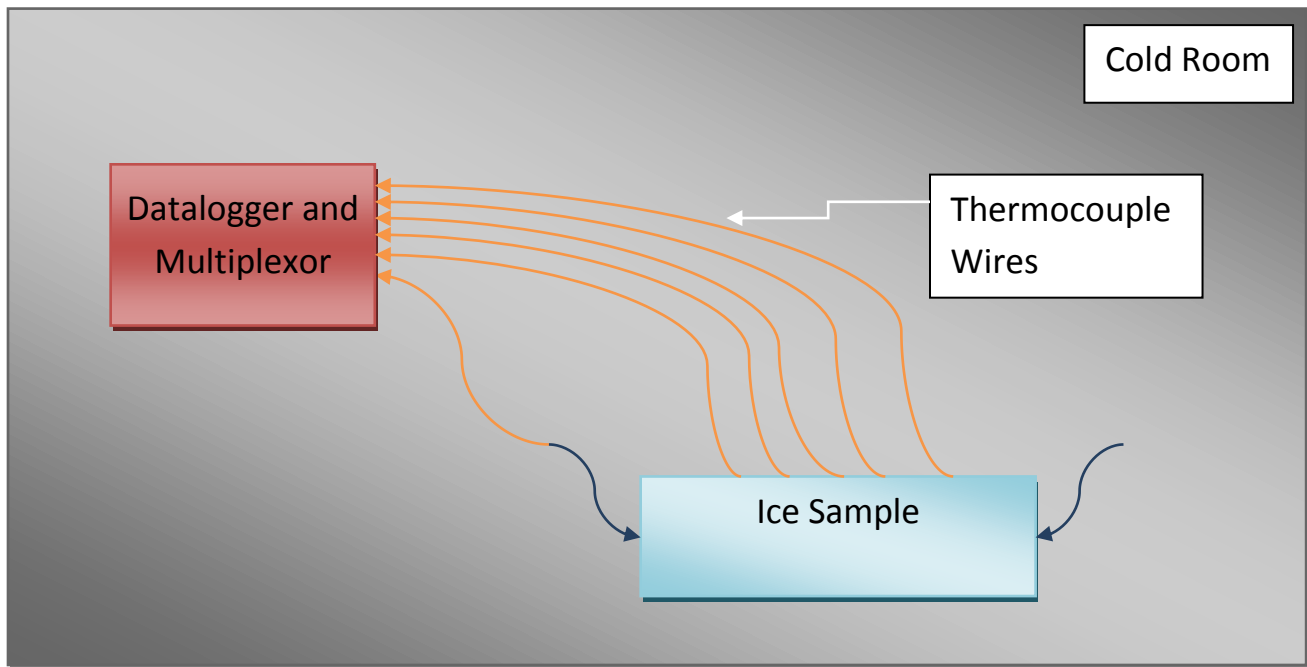 Cold Room
Datalogger and
Multiplexor
Thermocouple
Wires
Ice Sample